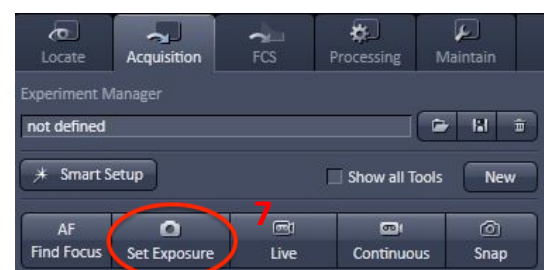 Locate Acquisition FCS Processing Maintain
Experiment Manager
not defined
Smart Setup Show all Tools New
7
AF
Find Focus Set Exposure Live Continuous Snap